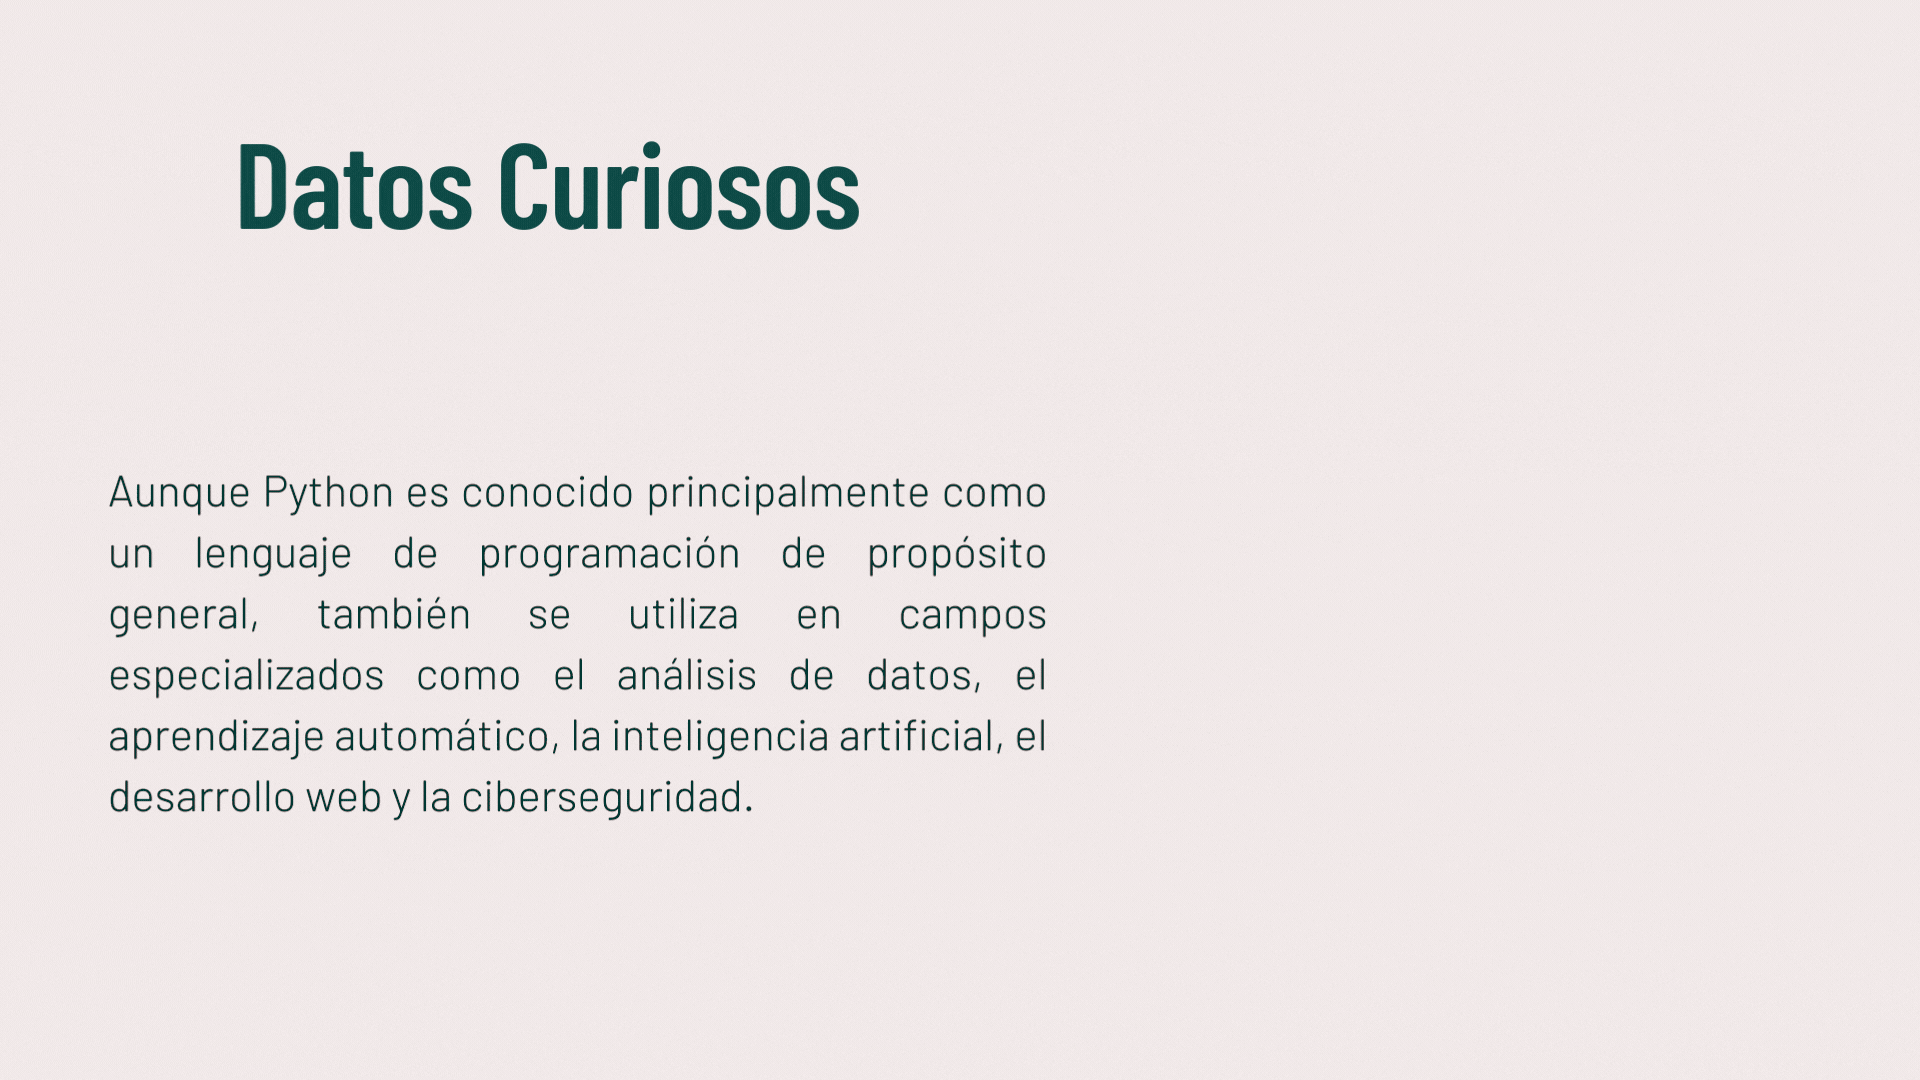 Datos Curiosos
Aunque Python es conocido principalmente como
un lenguaje de programación de propósito
general, también se utiliza en campos
especializados como el análisis de datos, el
aprendizaje automático, la inteligencia artificial, el
desarrollo web y la ciberseguridad.